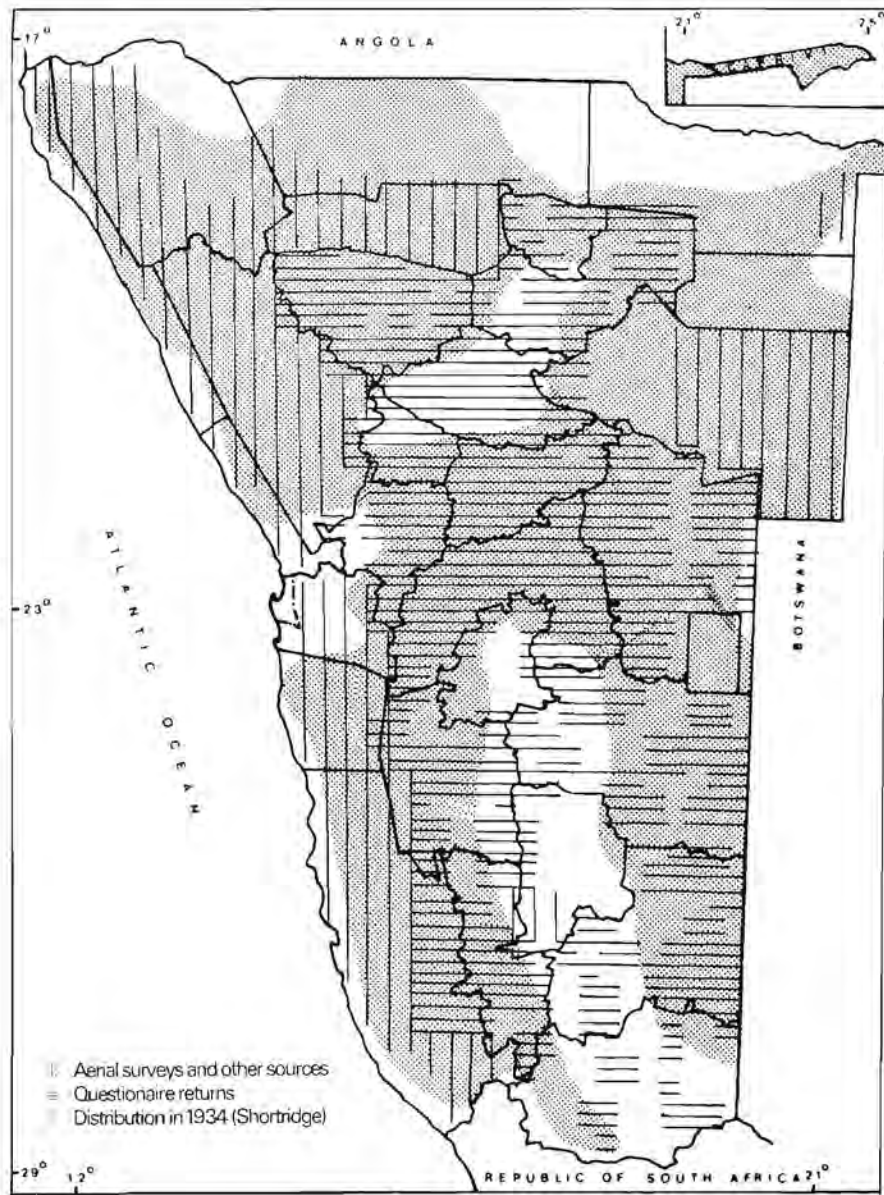 17°
ANGOLA
21°
25°
ATLANTIC OCEAN
23°
BOTSWANA
Aerial surveys and other sources
Questionaire returns
Distribution in 1934 (Shortridge)
29°
12°
REPUBLIC OF SOUTH AFRICA
21°